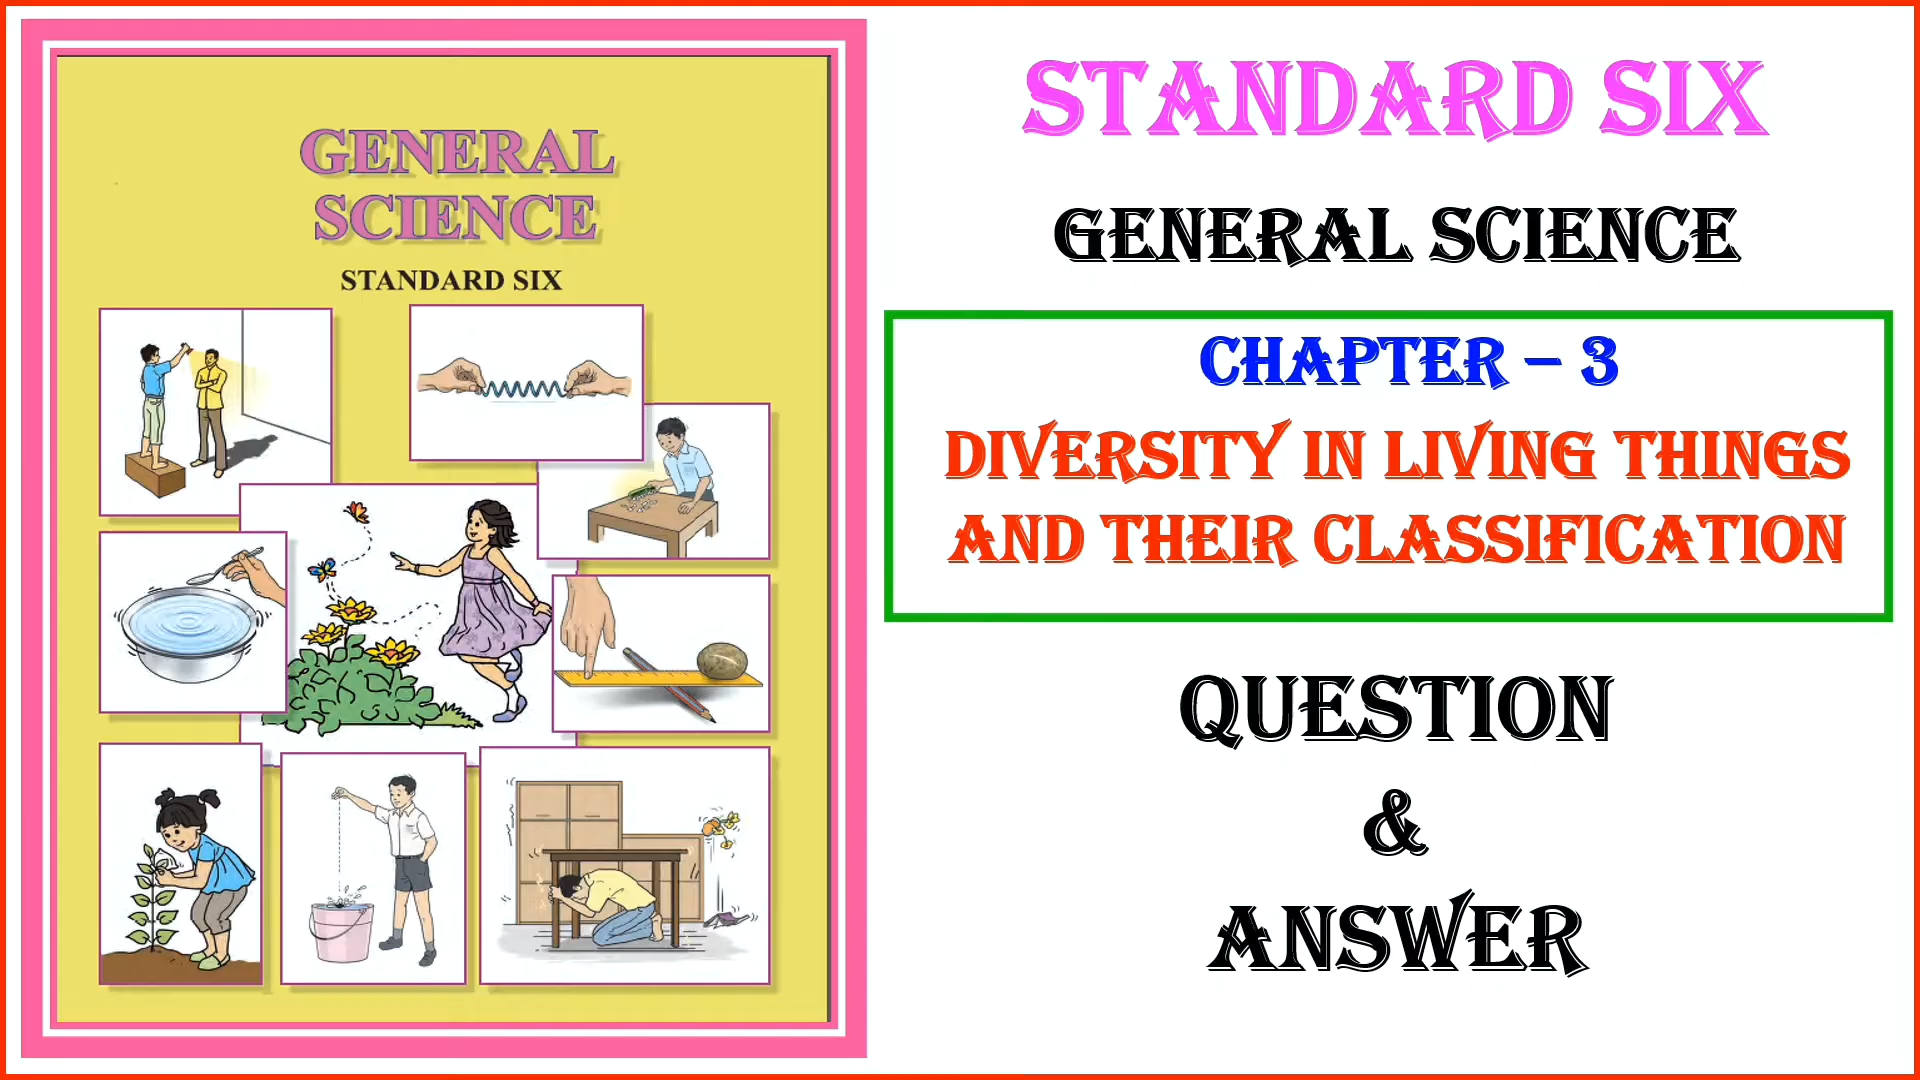 GENERAL
SCIENCE
STANDARD SIX
STANDARD SIX
GENERAL SCIENCE
CHAPTER – 3
DIVERSITY IN LIVING THINGS
AND THEIR CLASSIFICATION
QUESTION
&
ANSWER